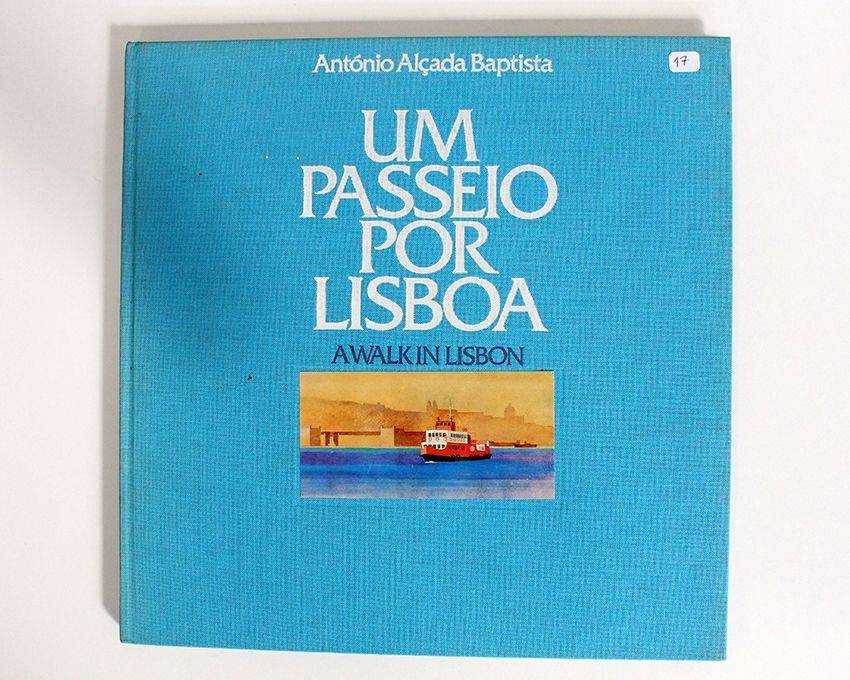 António Alçada Baptista
17
UM
PASSEIO
POR
LISBOA
A WALK IN LISBON